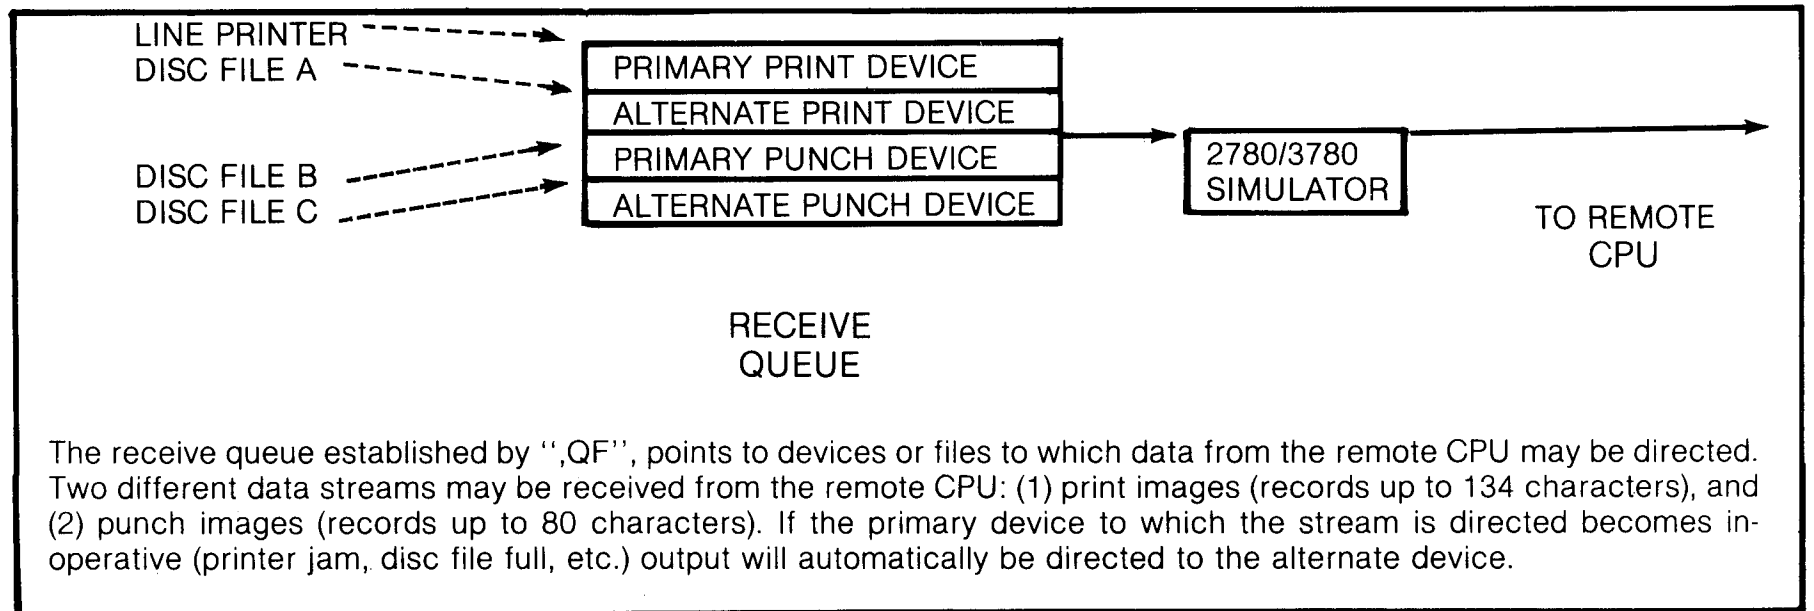 LINE PRINTER
DISC FILE A
DISC FILE B
DISC FILE C
PRIMARY PRINT DEVICE
ALTERNATE PRINT DEVICE
PRIMARY PUNCH DEVICE
ALTERNATE PUNCH DEVICE
2780/3780
SIMULATOR
TO REMOTE
CPU
RECEIVE
QUEUE
The receive queue established by ",QF", points to devices or files to which data from the remote CPU may be directed.
Two different data streams may be received from the remote CPU: (1) print images (records up to 134 characters), and
(2) punch images (records up to 80 characters). If the primary device to which the stream is directed becomes in-
operative (printer jam, disc file full, etc.) output will automatically be directed to the alternate device.